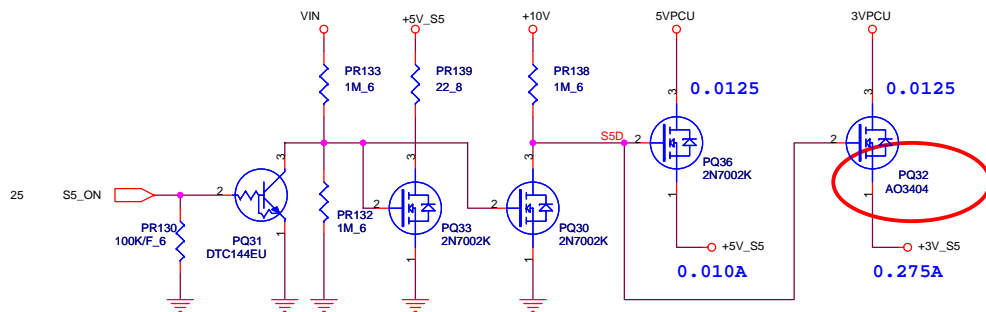 VIN
+5V_S5
+10V
5VPCU
3VPCU
PR133
1M_6
PR139
22_8
PR138
1M_6
0.0125
0.0125
3
3
3
3
3
S5D
2
2
25
S5_ON
2
2
2
1
1
1
1
1
PQ36
2N7002K
PQ32
AO3404
PR130
100K/F_6
PQ31
DTC144EU
PR132
1M_6
PQ33
2N7002K
PQ30
2N7002K
+5V_S5
+3V_S5
0.010A
0.275A